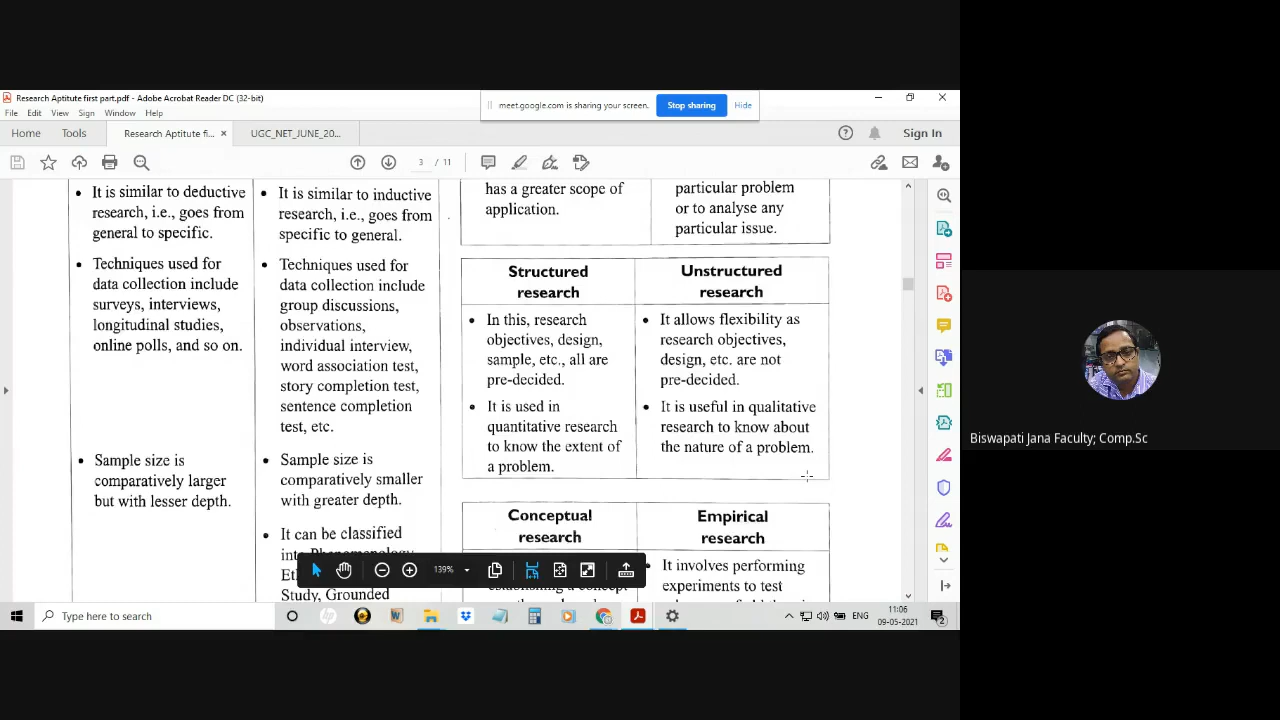 Research Aptitute first part.pdf - Adobe Acrobat Reader DC (32-bit)
meet.google.com is sharing your screen.
Stop sharing
Hide
File Edit View Sign Window Help
Home Tools Research Aptitute fi... × UGC_NET_JUNE_20... Sign In
3 / 11
• It is similar to deductive
research, i.e., goes from
general to specific.
• Techniques used for
data collection include
surveys, interviews,
longitudinal studies,
online polls, and so on.
• Sample size is
comparatively larger
but with lesser depth.
• It is similar to inductive
research, i.e., goes from
specific to general.
• Techniques used for
data collection include
group discussions,
observations,
individual interview,
word association test,
story completion test,
sentence completion
test, etc.
• Sample size is
comparatively smaller
with greater depth.
• It can be classified
Study, Grounded
has a greater scope of
application.
particular problem
or to analyse any
particular issue.
Structured
research
Unstructured
research
• In this, research
objectives, design,
sample, etc., all are
pre-decided.
• It is used in
quantitative research
to know the extent of
a problem.
• It allows flexibility as
research objectives,
design, etc. are not
pre-decided.
• It is useful in qualitative
research to know about
the nature of a problem.
Conceptual
research
Empirical
research
• It involves performing
experiments to test
139%
Type here to search
ENG
11:06
09-05-2021
2
Biswapati Jana Faculty; Comp.Sc